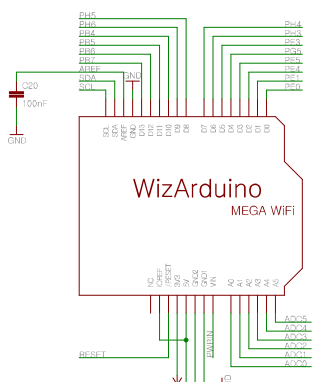 PH5
PH6
PB4
PB5
PB6
PB7
AREF
SDA
SCL
GND
PH4
PH3
PE3
PG5
PE5
PE4
PE1
PE0
C20
100nF
GND
SCL
SDA
AREF
GND
D13
D12
D11
D10
D9
D8
D7
D6
D5
D4
D3
D2
D1
D0
WizArduino
MEGA WiFi
NC
IOREF
/RESET
3V3
5V
GND2
GND1
VIN
A0
A1
A2
A3
A4
A5
RESET
PWRIN
ADC5
ADC4
ADC3
ADC2
ADC1
ADC0